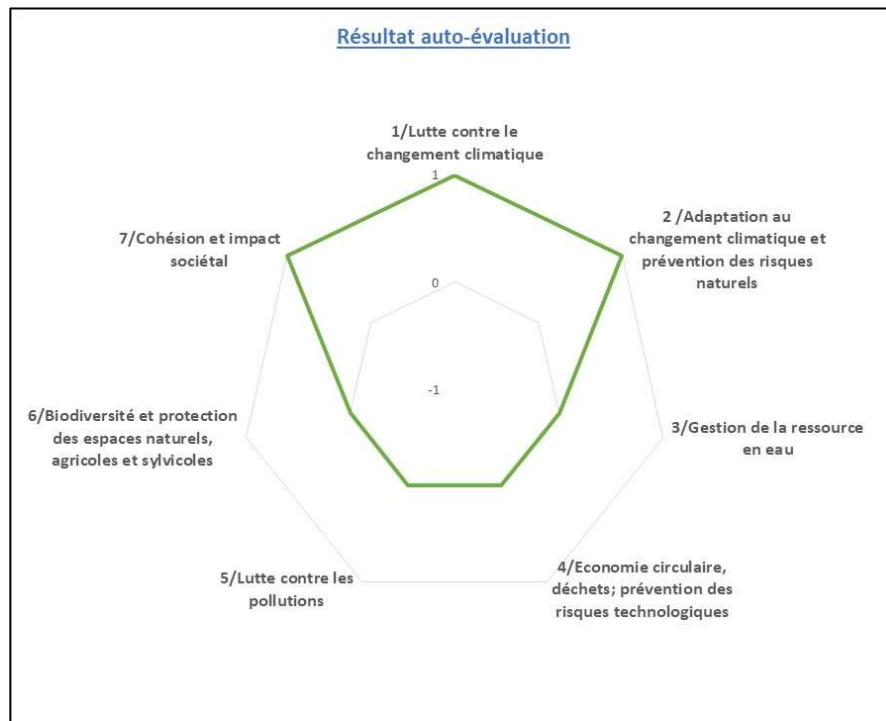 Résultat auto-évaluation
1/Lutte contre le
changement climatique
1
2 /Adaptation au
changement climatique et
prévention des risques
naturels
7/Cohésion et impact
sociétal
0
-1
6/Biodiversité et protection
des espaces naturels,
agricoles et sylvicoles
3/Gestion de la ressource
en eau
5/Lutte contre les
pollutions
4/Economie circulaire,
déchets; prévention des
risques technologiques